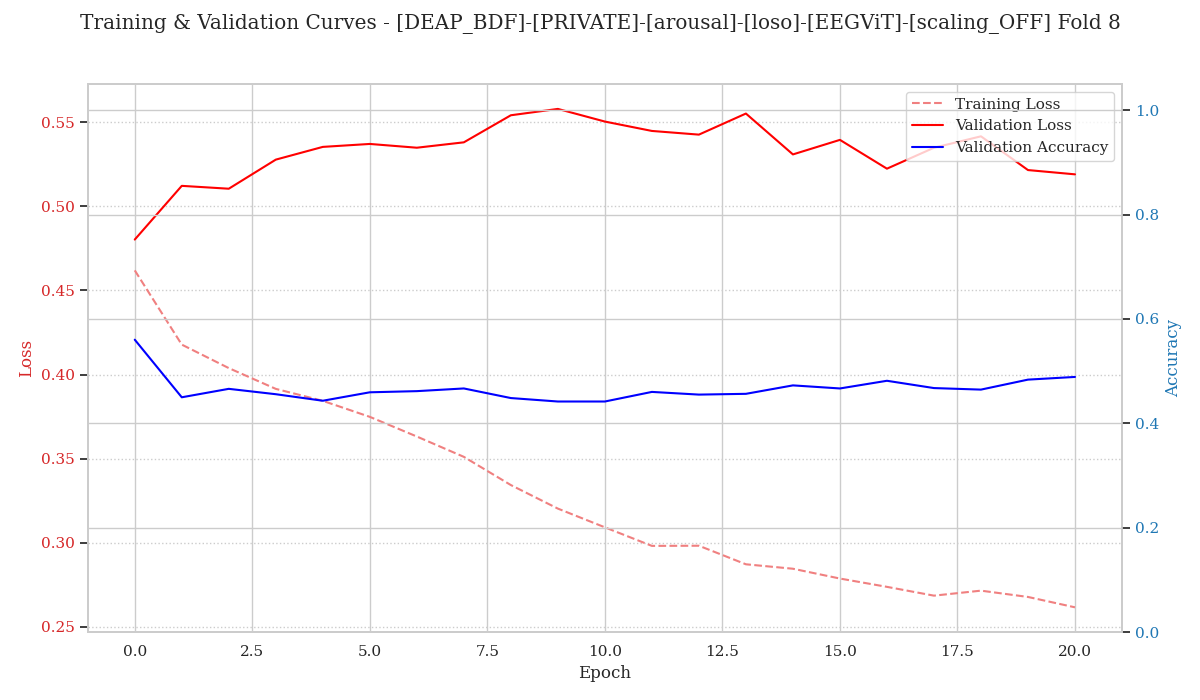 Training & Validation Curves - [DEAP_BDF]-[PRIVATE]-[arousal]-[loso]-[EEGViT]-[scaling_OFF] Fold 8
Training Loss
Validation Loss
Validation Accuracy
Loss
0.55
0.50
0.45
0.40
0.35
0.30
0.25
1.0
0.8
0.6
0.4
0.2
0.0
Accuracy
0.0 2.5 5.0 7.5 10.0 12.5 15.0 17.5 20.0
Epoch